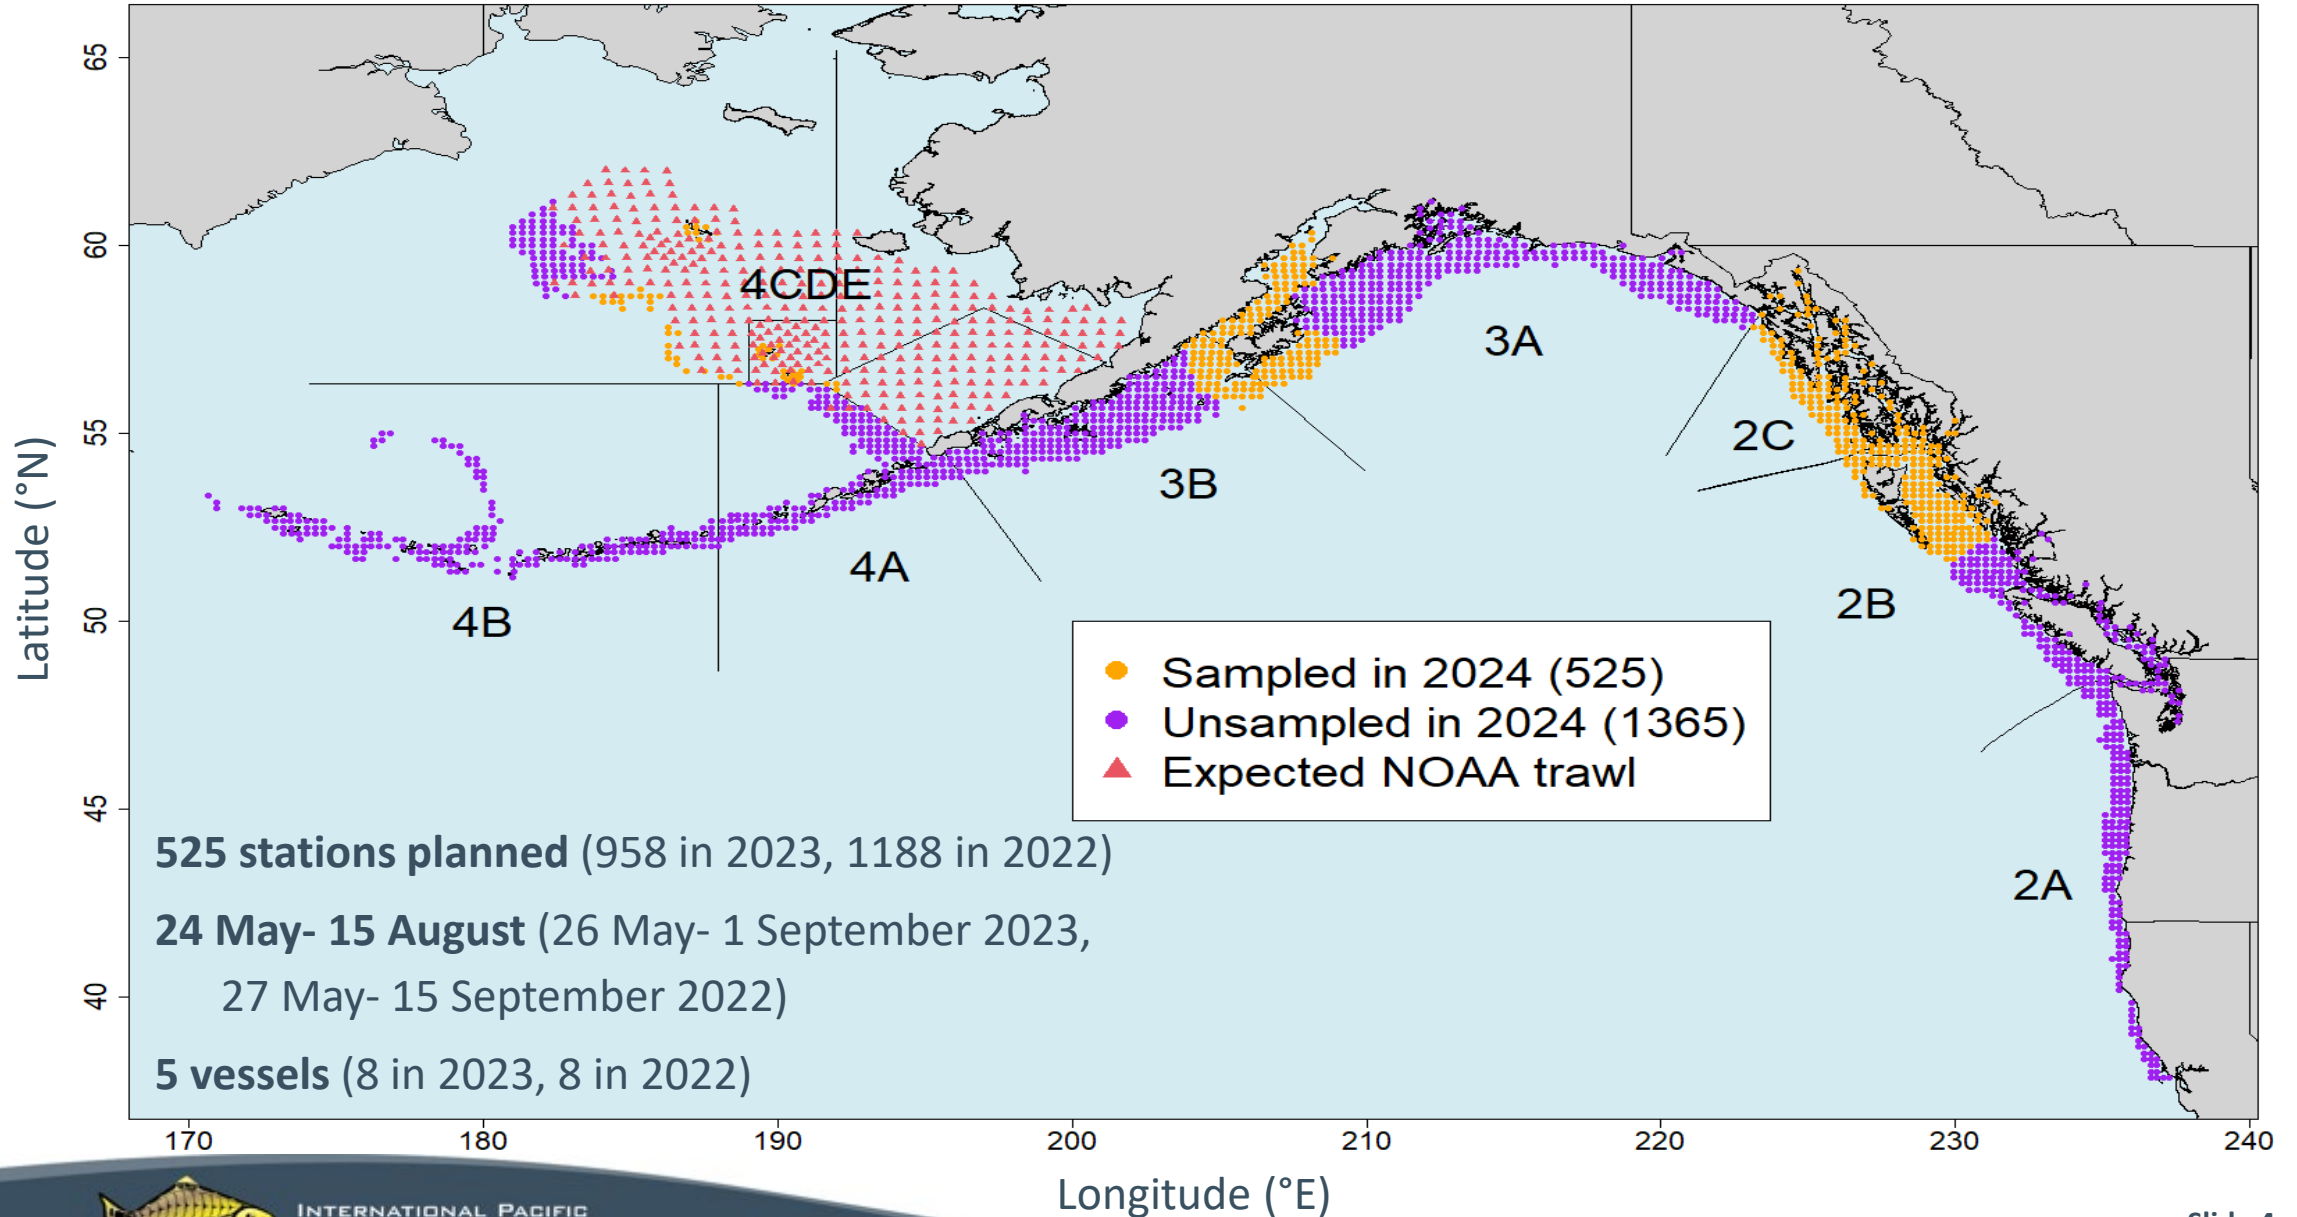 65
60
55
50
45
40
Latitude (°N)
4CDE
3A
2C
3B
4A
4B
2B
2A
Sampled in 2024 (525)
Unsampled in 2024 (1365)
Expected NOAA trawl
525 stations planned (958 in 2023, 1188 in 2022)
24 May- 15 August (26 May- 1 September 2023,
27 May- 15 September 2022)
5 vessels (8 in 2023, 8 in 2022)
170 180 190 200 210 220 230 240
Longitude (°E)
INTERNATIONAL PACIFIC
Slide 4